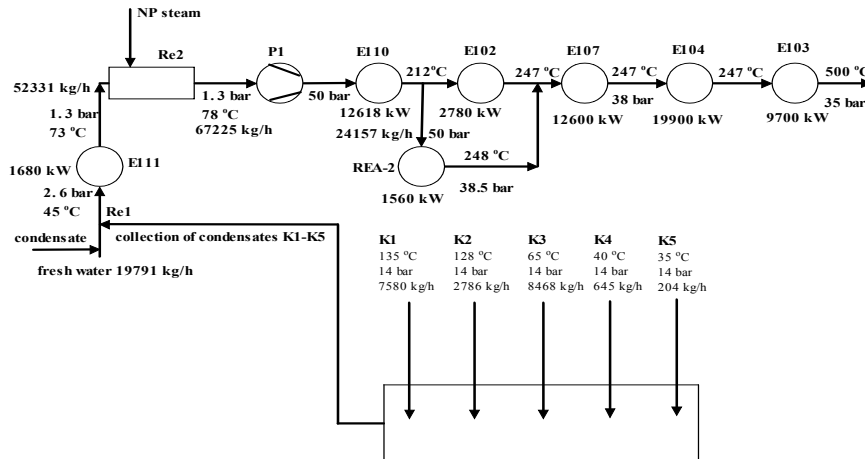 NP steam
Re2
P1
E110
E102
E107
E104
E103
212°C
247 °C
247 °C
247 °C
500 °C
52331 kg/h
1.3 bar
50 bar
38 bar
35 bar
78 °C
67225 kg/h
1.3 bar
73 °C
12618 kW
2780 kW
12600 kW
19900 kW
9700 kW
24157 kg/h
50 bar
248 °C
REA-2
38.5 bar
1560 kW
1680 kW
E111
2.6 bar
45 °C
Re1
condensate
collection of condensates K1-K5
fresh water 19791 kg/h
K1
135 °C
14 bar
7580 kg/h
K2
128 °C
14 bar
2786 kg/h
K3
65 °C
14 bar
8468 kg/h
K4
40 °C
14 bar
645 kg/h
K5
35 °C
14 bar
204 kg/h